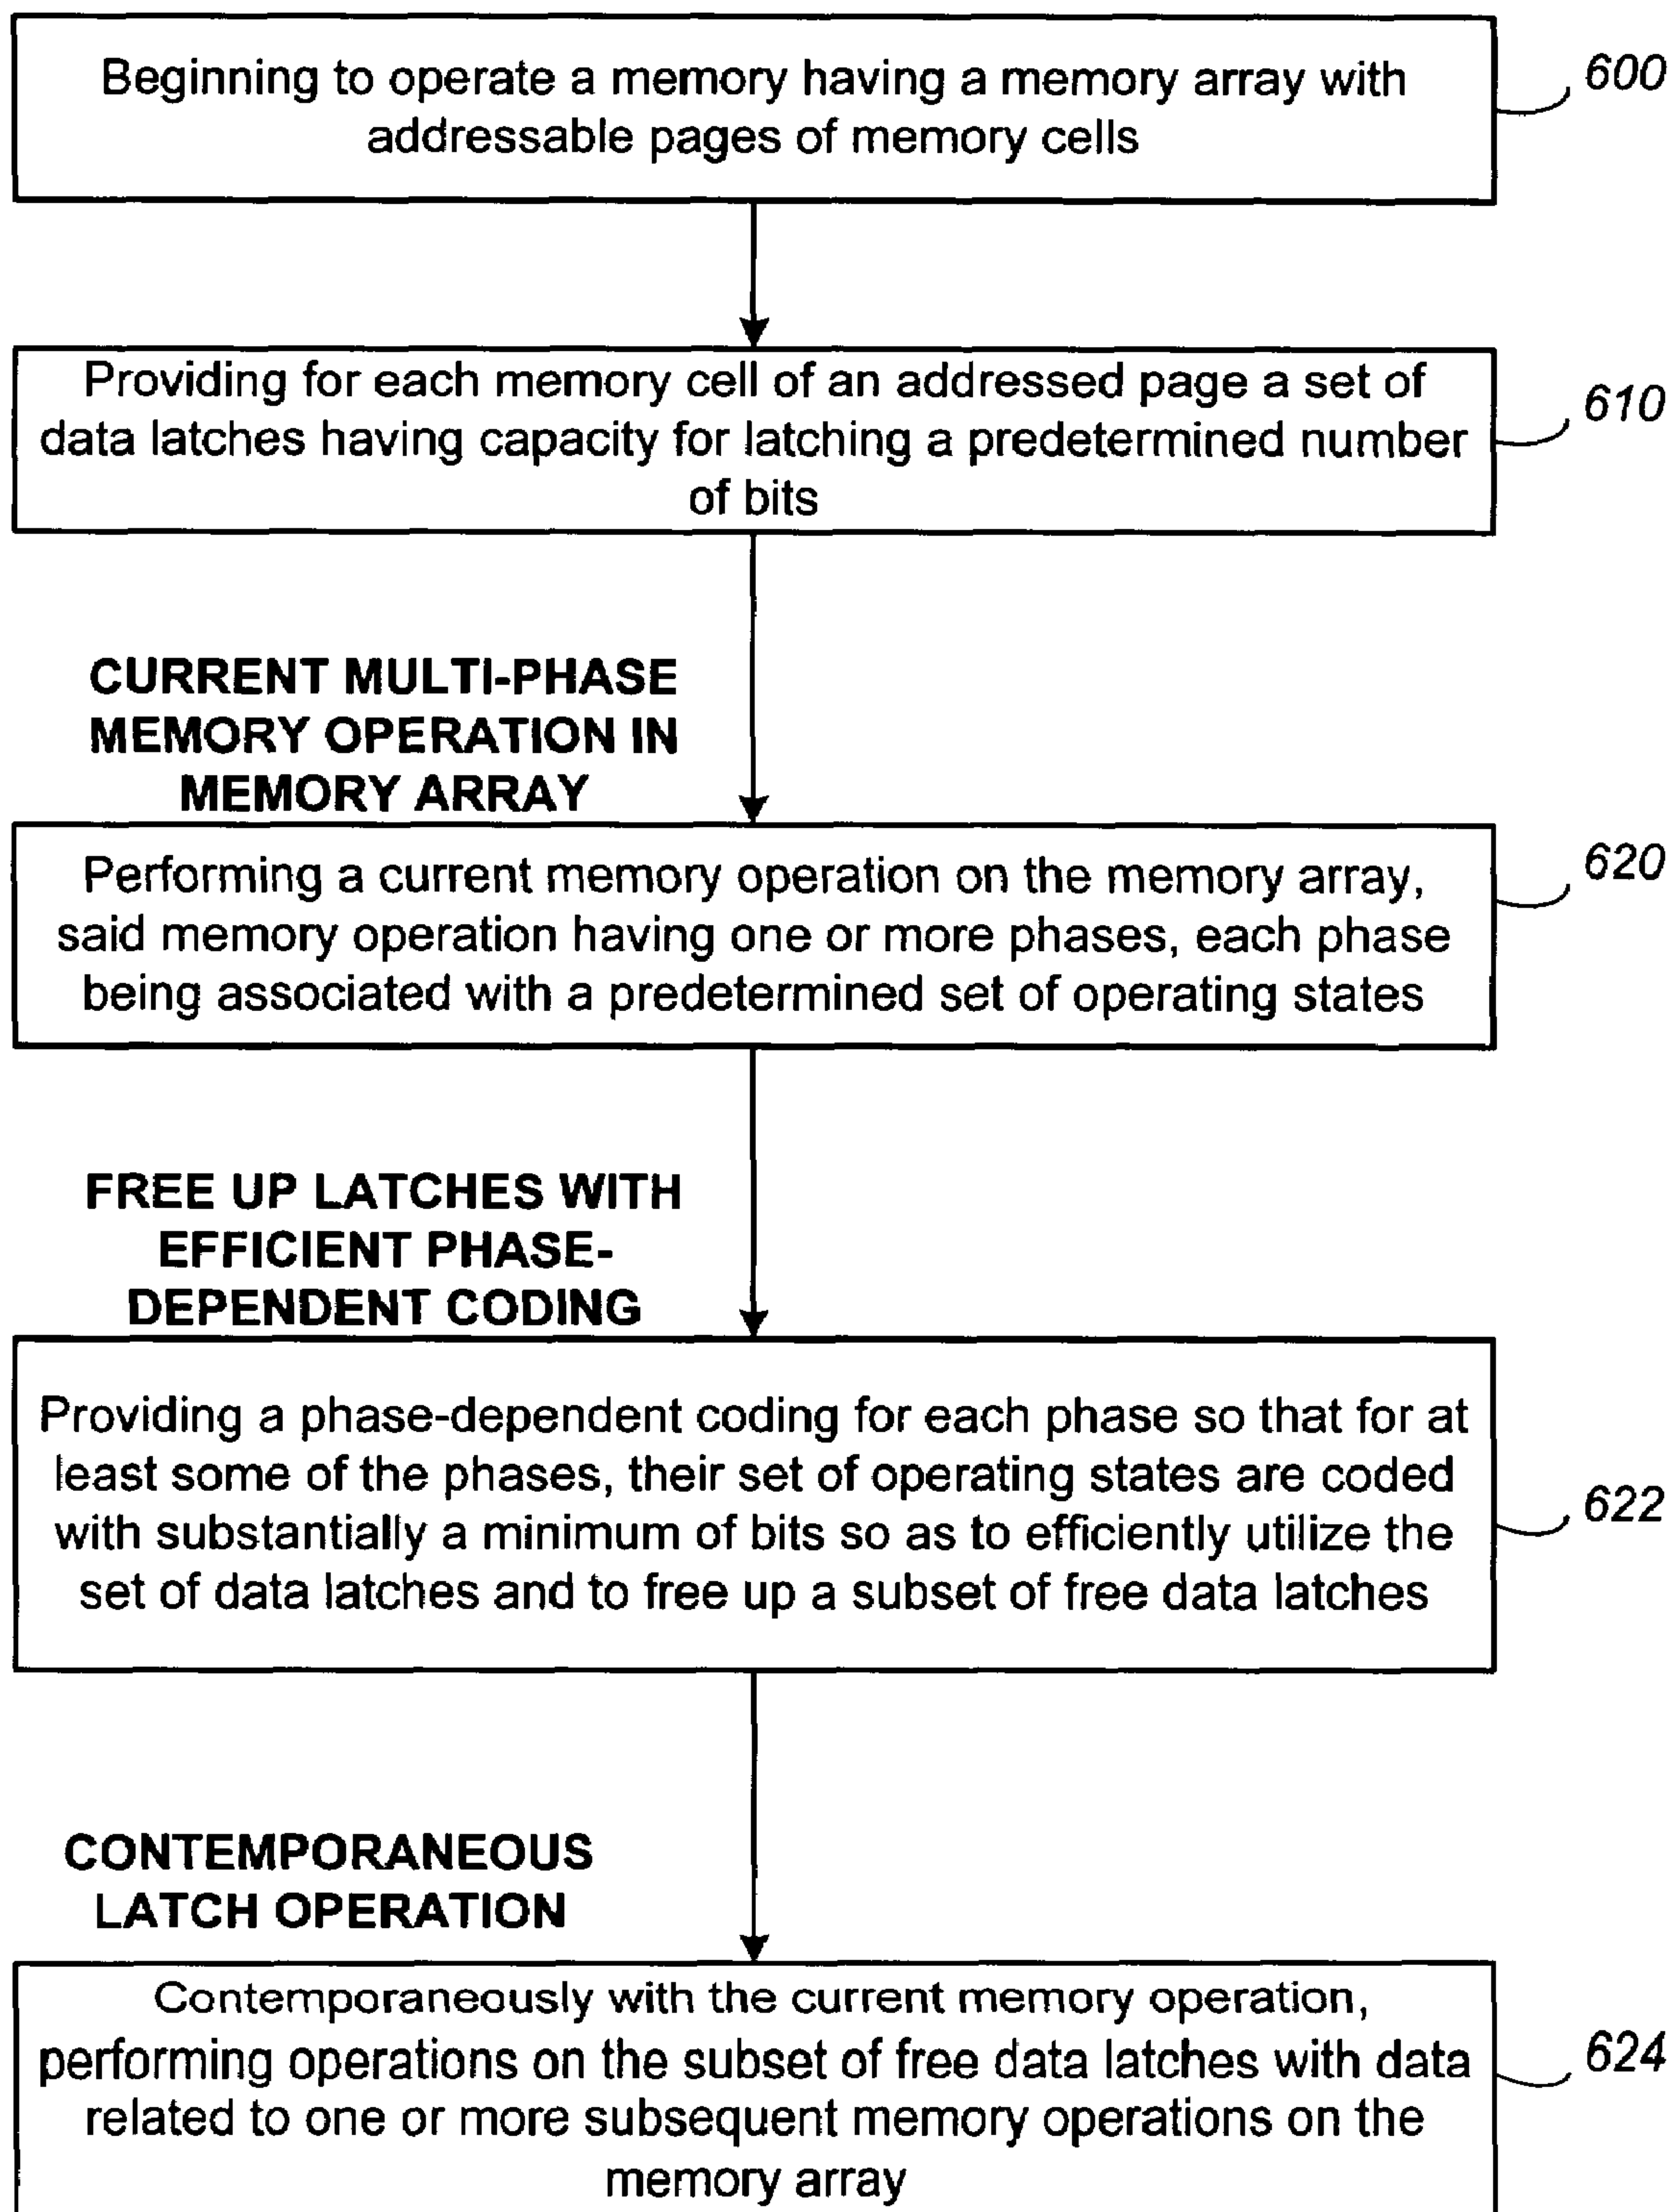 Beginning to operate a memory having a memory array with
addressable pages of memory cells
600
Providing for each memory cell of an addressed page a set of
data latches having capacity for latching a predetermined number
of bits
610
CURRENT MULTI-PHASE
MEMORY OPERATION IN
MEMORY ARRAY
Performing a current memory operation on the memory array,
said memory operation having one or more phases, each phase
being associated with a predetermined set of operating states
620
FREE UP LATCHES WITH
EFFICIENT PHASE-
DEPENDENT CODING
Providing a phase-dependent coding for each phase so that for at
least some of the phases, their set of operating states are coded
with substantially a minimum of bits so as to efficiently utilize the
set of data latches and to free up a subset of free data latches
622
CONTEMPORANEOUS
LATCH OPERATION
Contemporaneously with the current memory operation,
performing operations on the subset of free data latches with data
related to one or more subsequent memory operations on the
memory array
624